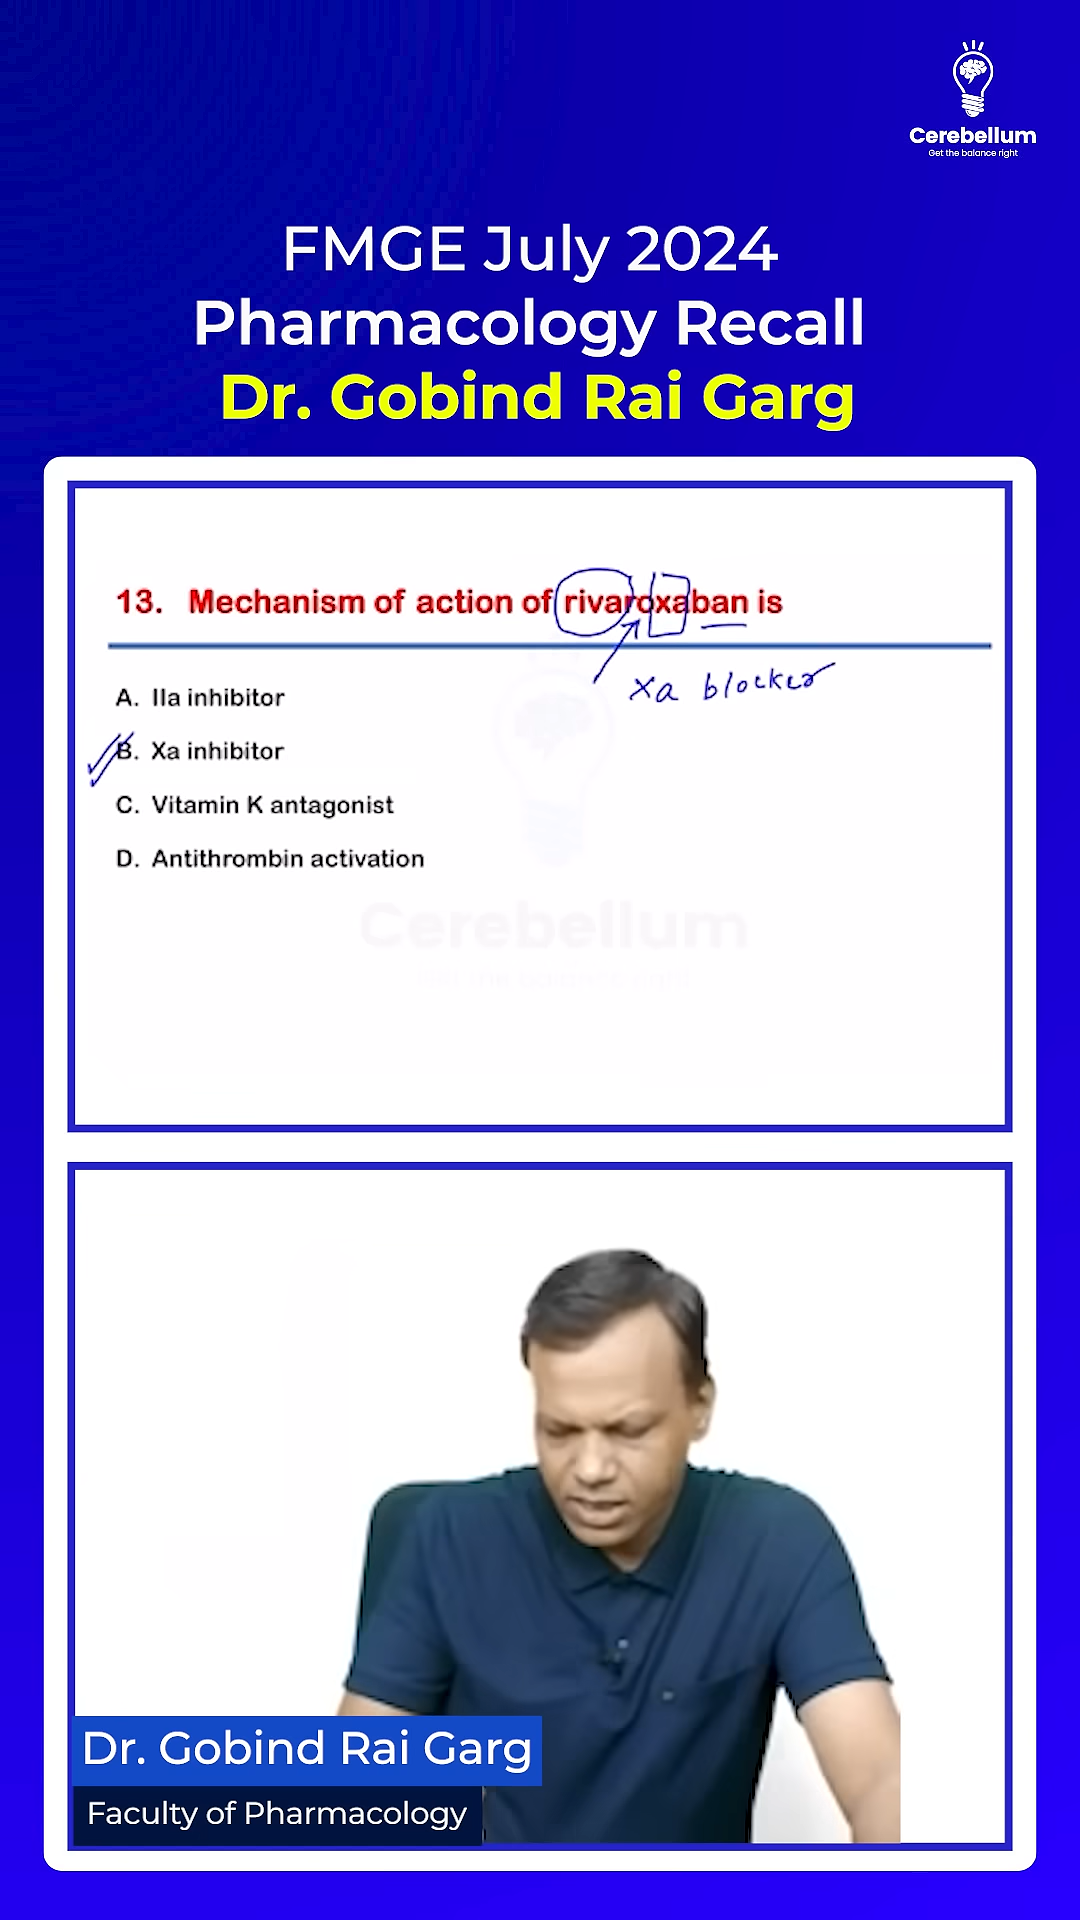 Cerebellum
Get the balance right
FMGE July 2024
Pharmacology Recall
Dr. Gobind Rai Garg
13. Mechanism of action of rivaroxaban is
Xa blocker
A. IIa inhibitor
B. Xa inhibitor
C. Vitamin K antagonist
D. Antithrombin activation
Cerebellum
Dr. Gobind Rai Garg
Faculty of Pharmacology